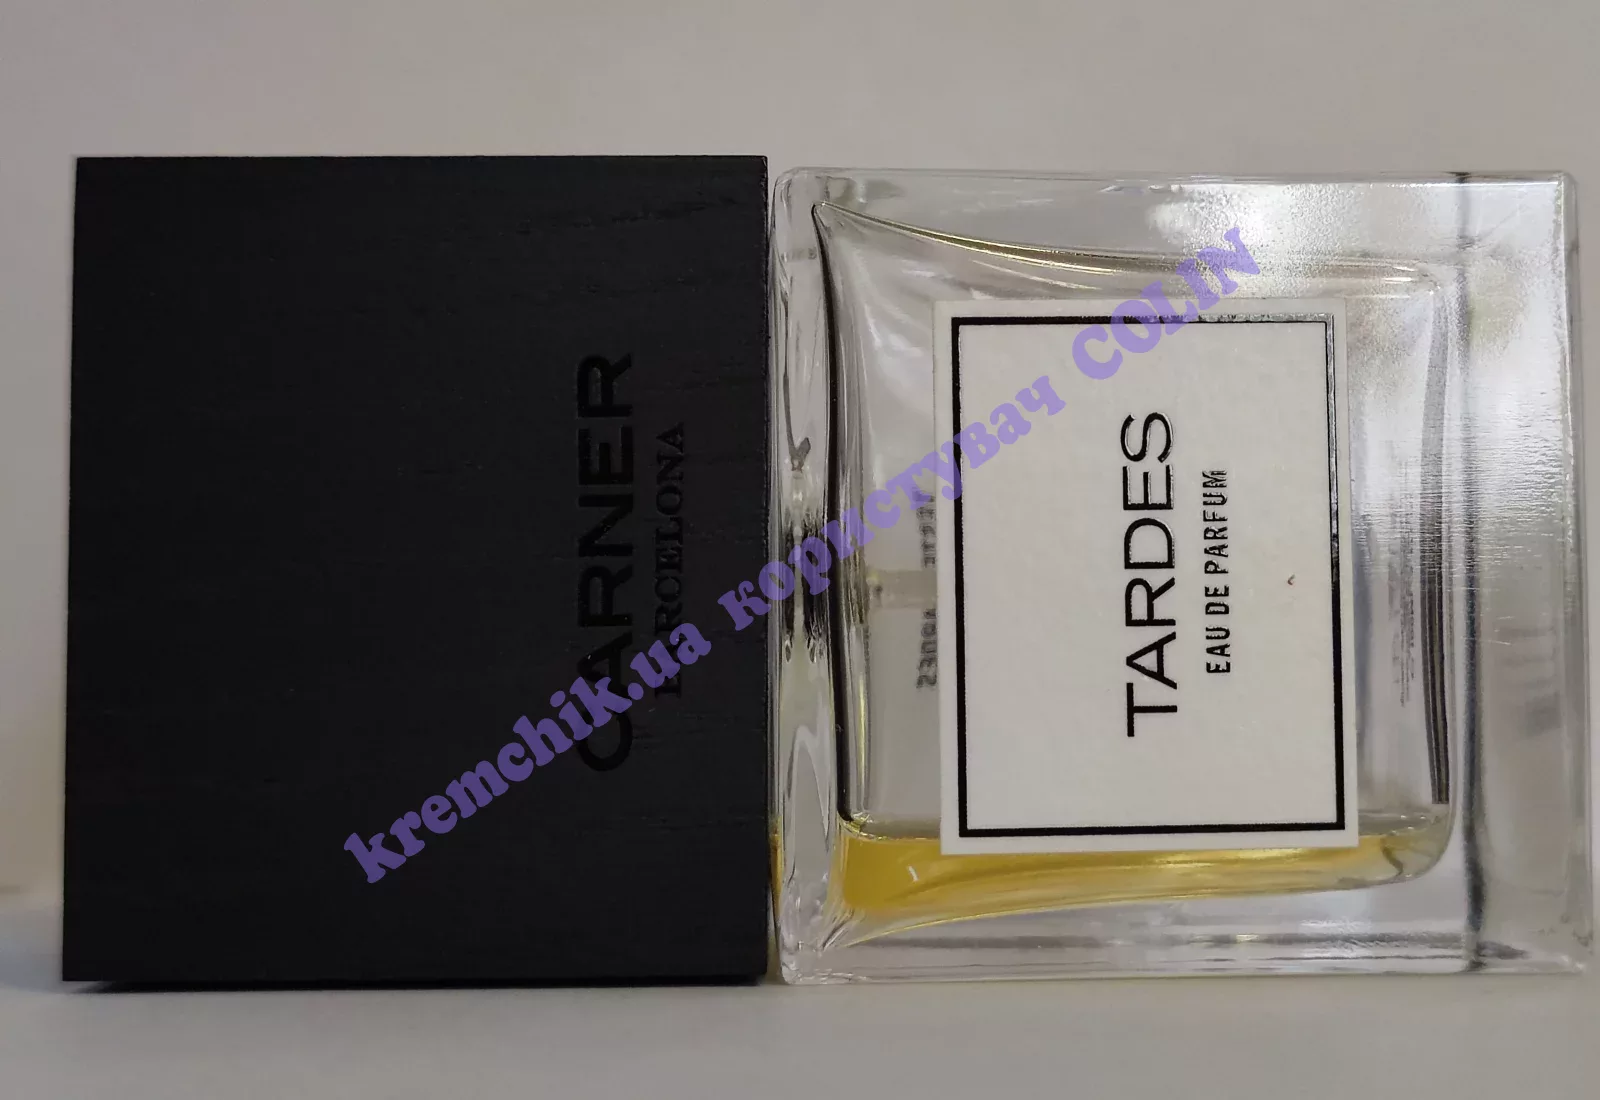 CARNER
BARCELONA
TARDES
EAU DE PARFUM
kremchik.ua користувач COLIN